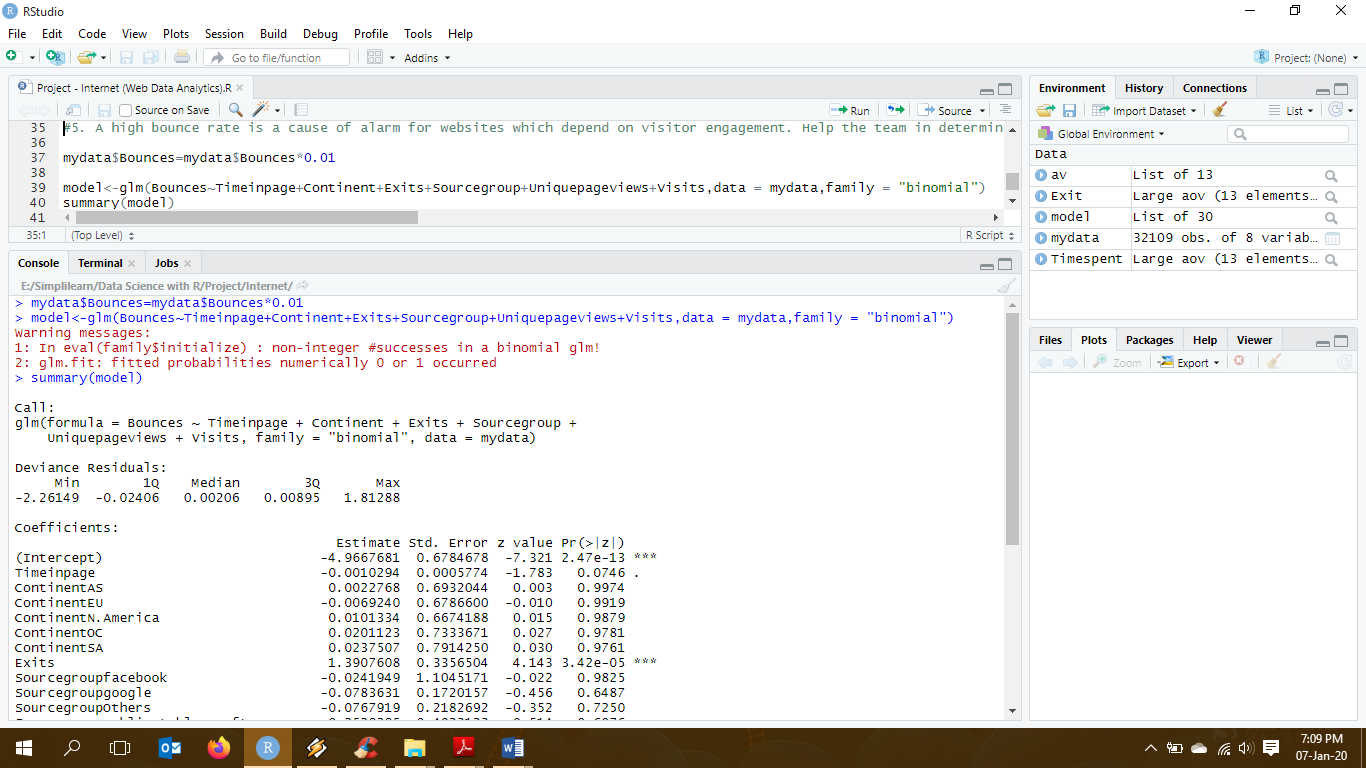 RStudio
File Edit Code View Plots Session Build Debug Profile Tools Help
Go to file/function Addins Project: (None)
Project - Internet (Web Data Analytics).R
Source on Save Run Source
35 #5. A high bounce rate is a cause of alarm for websites which depend on visitor engagement. Help the team in determin
36
37 mydata$Bounces=mydata$Bounces*0.01
38
39 model<-glm(Bounces~Timeinpage+Continent+Exits+Sourcegroup+Uniquepageviews+Visits,data = mydata,family = "binomial")
40 summary(model)
41
35:1 (Top Level) R Script
Console Terminal Jobs
E:/Simplilearn/Data Science with R/Project/Internet/
> mydata$Bounces=mydata$Bounces*0.01
> model<-glm(Bounces~Timeinpage+Continent+Exits+Sourcegroup+Uniquepageviews+Visits,data = mydata,family = "binomial")
Warning messages:
1: In eval(family$initialize) : non-integer #successes in a binomial glm!
2: glm.fit: fitted probabilities numerically 0 or 1 occurred
> summary(model)
Call:
glm(formula = Bounces ~ Timeinpage + Continent + Exits + Sourcegroup +
Uniquepageviews + Visits, family = "binomial", data = mydata)
Deviance Residuals:
Min 1Q Median 3Q Max
-2.26149 -0.02406 0.00206 0.00895 1.81288
Coefficients:
Estimate Std. Error z value Pr(>|z|)
(Intercept) -4.9667681 0.6784678 -7.321 2.47e-13 ***
Timeinpage -0.0010294 0.0005774 -1.783 0.0746 .
ContinentAS 0.0022768 0.6932044 0.003 0.9974
ContinentEU -0.0069240 0.6786600 -0.010 0.9919
ContinentN.America 0.0101334 0.6674188 0.015 0.9879
ContinentOC 0.0201123 0.7333671 0.027 0.9781
ContinentSA 0.0237507 0.7914250 0.030 0.9761
Exits 1.3907608 0.3356504 4.143 3.42e-05 ***
Sourcegroupfacebook -0.0241949 1.1045171 -0.022 0.9825
Sourcegroupgoogle -0.0783631 0.1720157 -0.456 0.6487
SourcegroupOthers -0.0767919 0.2182692 -0.352 0.7250
Environment History Connections
Import Dataset List
Global Environment
Data
av List of 13
Exit Large aov (13 elements…
model List of 30
mydata 32109 obs. of 8 variab…
Timespent Large aov (13 elements…
Files Plots Packages Help Viewer
Zoom Export
7:09 PM
07-Jan-20